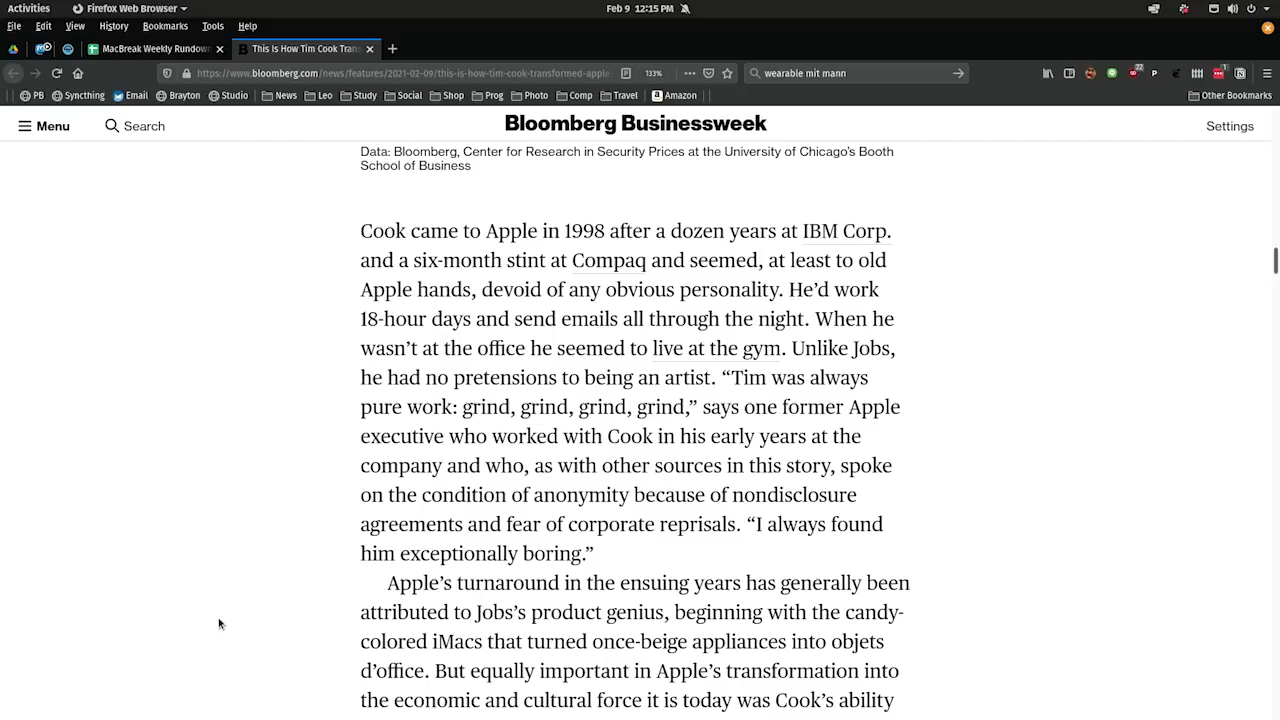 Activities
Firefox Web Browser
Feb 9 12:15 PM
File Edit View History Bookmarks Tools Help
MacBreak Weekly Rundown
This Is How Tim Cook Tran
https://www.bloomberg.com/news/features/2021-02-09/this-is-how-tim-cook-transformed-apple
133%
wearable mit mann
22
1
PB Syncthing Email Brayton Studio News Leo Study Social Shop Prog Photo Comp Travel Amazon Other Bookmarks
Menu
Search
Bloomberg Businessweek
Settings
Data: Bloomberg, Center for Research in Security Prices at the University of Chicago's Booth
School of Business
Cook came to Apple in 1998 after a dozen years at IBM Corp.
and a six-month stint at Compaq and seemed, at least to old
Apple hands, devoid of any obvious personality. He'd work
18-hour days and send emails all through the night. When he
wasn't at the office he seemed to live at the gym. Unlike Jobs,
he had no pretensions to being an artist. “Tim was always
pure work: grind, grind, grind, grind,” says one former Apple
executive who worked with Cook in his early years at the
company and who, as with other sources in this story, spoke
on the condition of anonymity because of nondisclosure
agreements and fear of corporate reprisals. “I always found
him exceptionally boring.”
Apple's turnaround in the ensuing years has generally been
attributed to Jobs's product genius, beginning with the candy-
colored iMacs that turned once-beige appliances into objets
d'office. But equally important in Apple's transformation into
the economic and cultural force it is today was Cook's ability